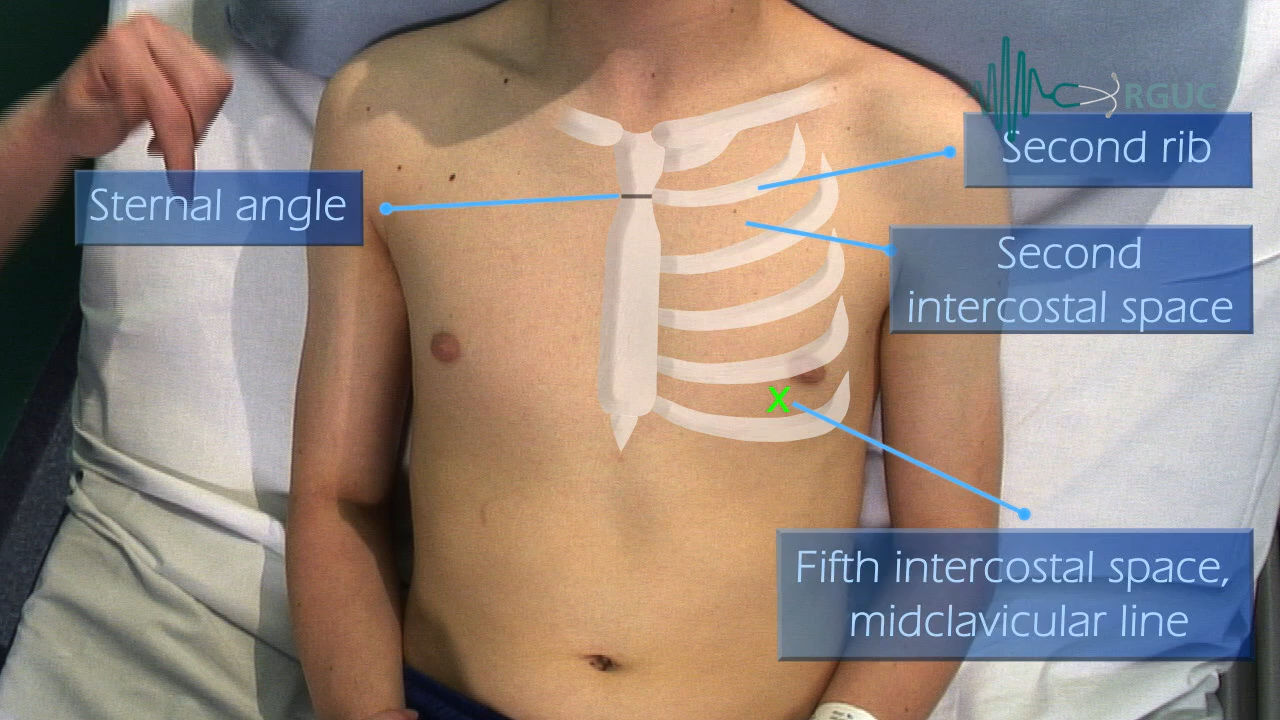 RGUC
Second rib
Sternal angle
Second
intercostal space
X
Fifth intercostal space,
midclavicular line